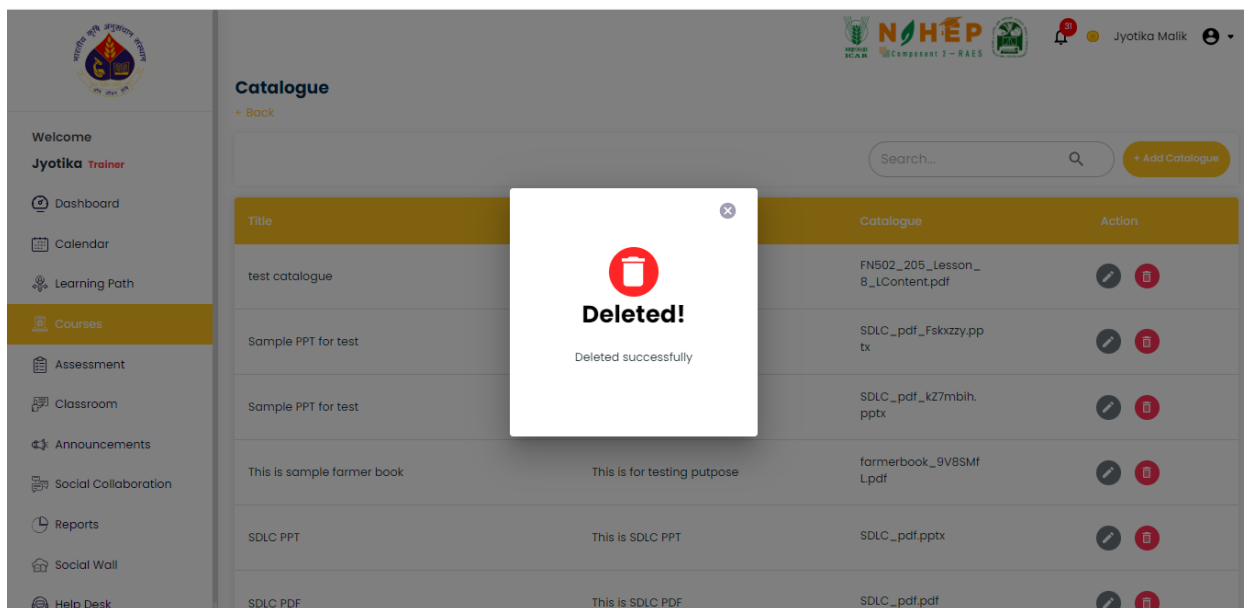 N HEP
Component 2 - RAES
ICAR
31
Jyotika Malik
Catalogue
Back
Welcome
Jyotika Trainer
Search...
+ Add Catalogue
Dashboard
Calendar
Learning Path
Courses
Assessment
Classroom
Announcements
Social Collaboration
Reports
Social Wall
Help Desk
Title
Catalogue
Action
test catalogue
FN502_205_Lesson_
8_LContent.pdf
Sample PPT for test
SDLC_pdf_Fskxzzy.pp
tx
Sample PPT for test
SDLC_pdf_kZ7mbih.
pptx
This is sample farmer book
This is for testing putpose
farmerbook_9V8SMf
L.pdf
SDLC PPT
This is SDLC PPT
SDLC_pdf.pptx
SDLC PDF
This is SDLC PDF
SDLC_pdf.pdf
Deleted!
Deleted successfully